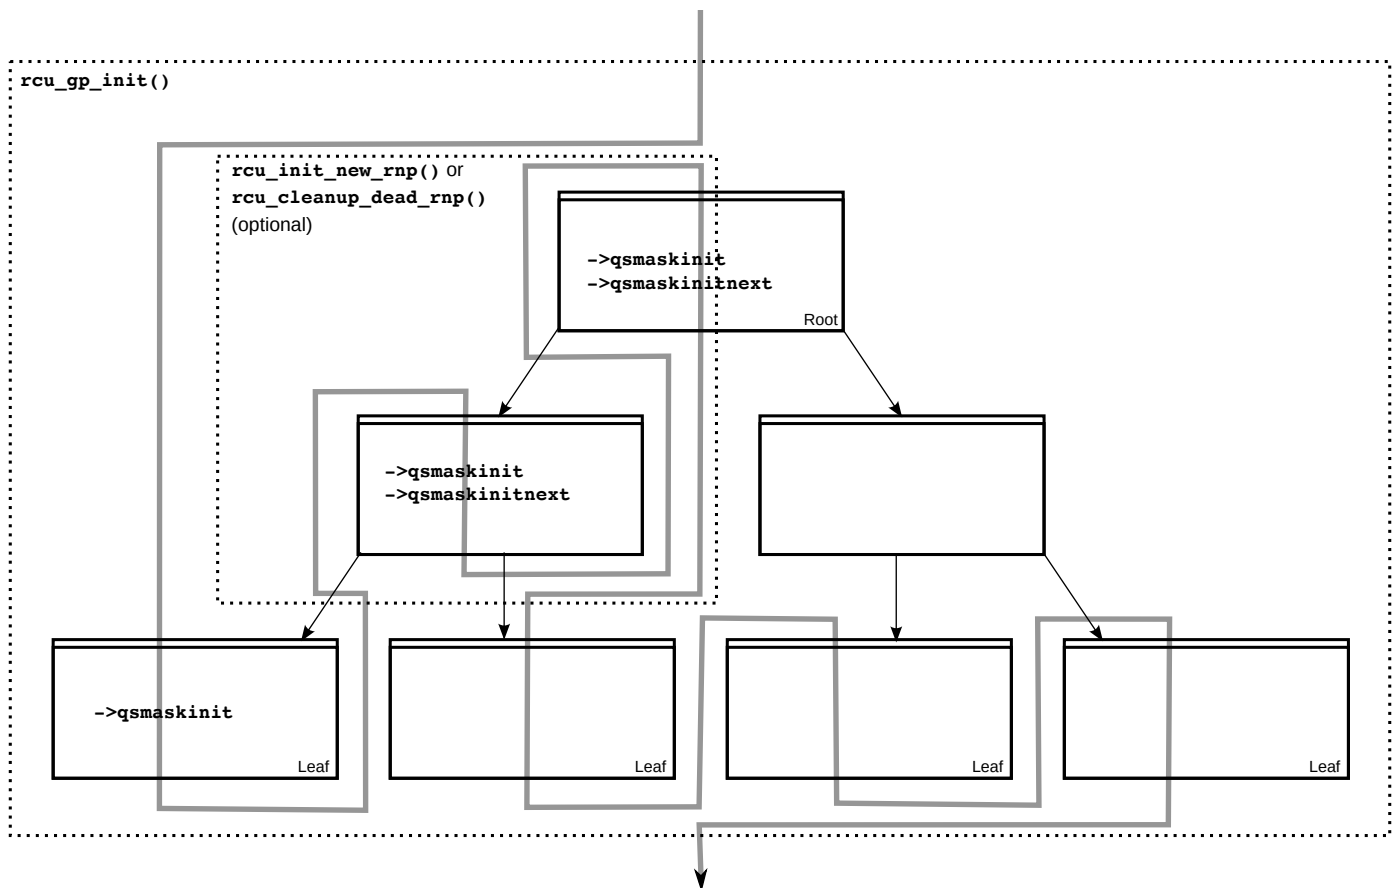 rcu_gp_init()
rcu_init_new_rnp() or
rcu_cleanup_dead_rnp()
(optional)
->qsmaskinit
->qsmaskinitnext
Root
->qsmaskinit
->qsmaskinitnext
->qsmaskinit
Leaf
Leaf
Leaf
Leaf